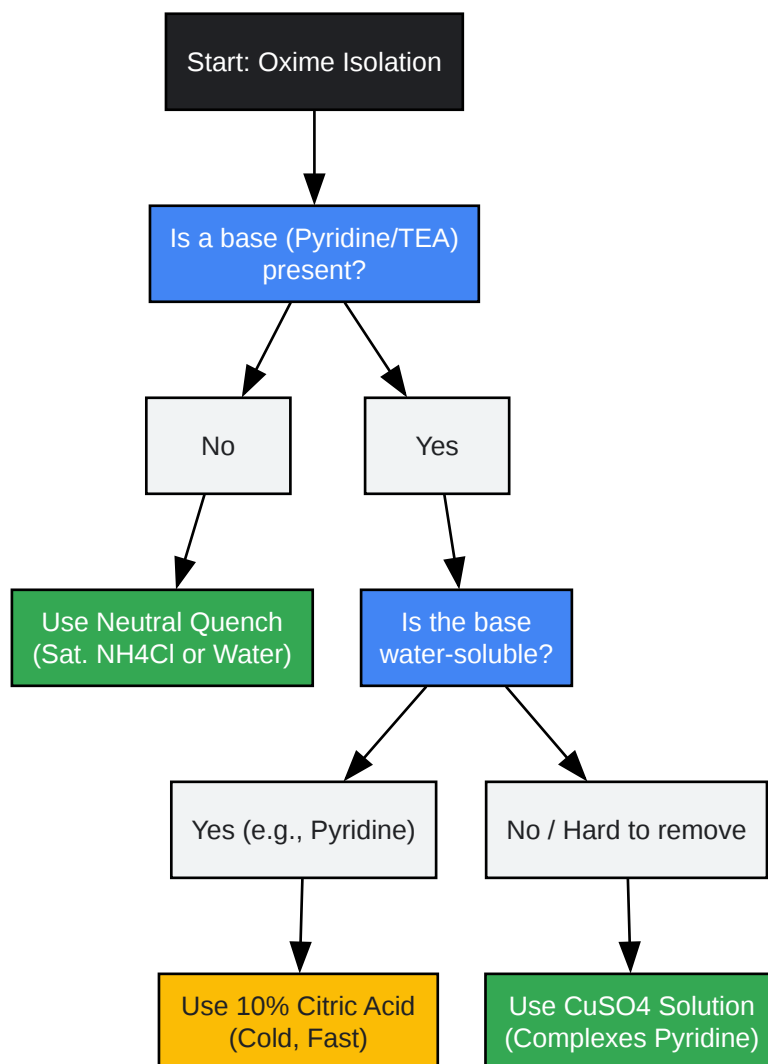 Start: Oxime Isolation
Is a base (Pyridine/TEA)
present?
No
Yes
Use Neutral Quench
(Sat. NH4Cl or Water)
Is the base
water-soluble?
Yes (e.g., Pyridine)
No / Hard to remove
Use 10% Citric Acid
(Cold, Fast)
Use CuSO4 Solution
(Complexes Pyridine)